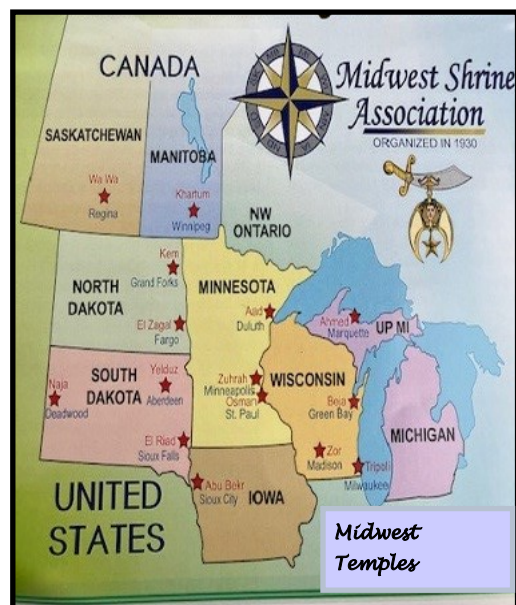 CANADA
Midwest Shrine
Association
ORGANIZED IN 1930
SASKATCHEWAN
MANITOBA
Wa Wa
Regina
Khartum
Winnipeg
NW
ONTARIO
Kem
Grand Forks
NORTH
DAKOTA
MINNESOTA
El Zagal
Fargo
Aad
Duluth
Ahmed
Marquette
UP MI
Naja
Deadwood
SOUTH
DAKOTA
Yelduz
Aberdeen
Zuhrah
Minneapolis
Osman
St. Paul
WISCONSIN
Beja
Green Bay
MICHIGAN
El Riad
Sioux Falls
Zor
Madison
Tripoli
Milwaukee
Abu Bekr
Sioux City
IOWA
UNITED
STATES
Midwest
Temples